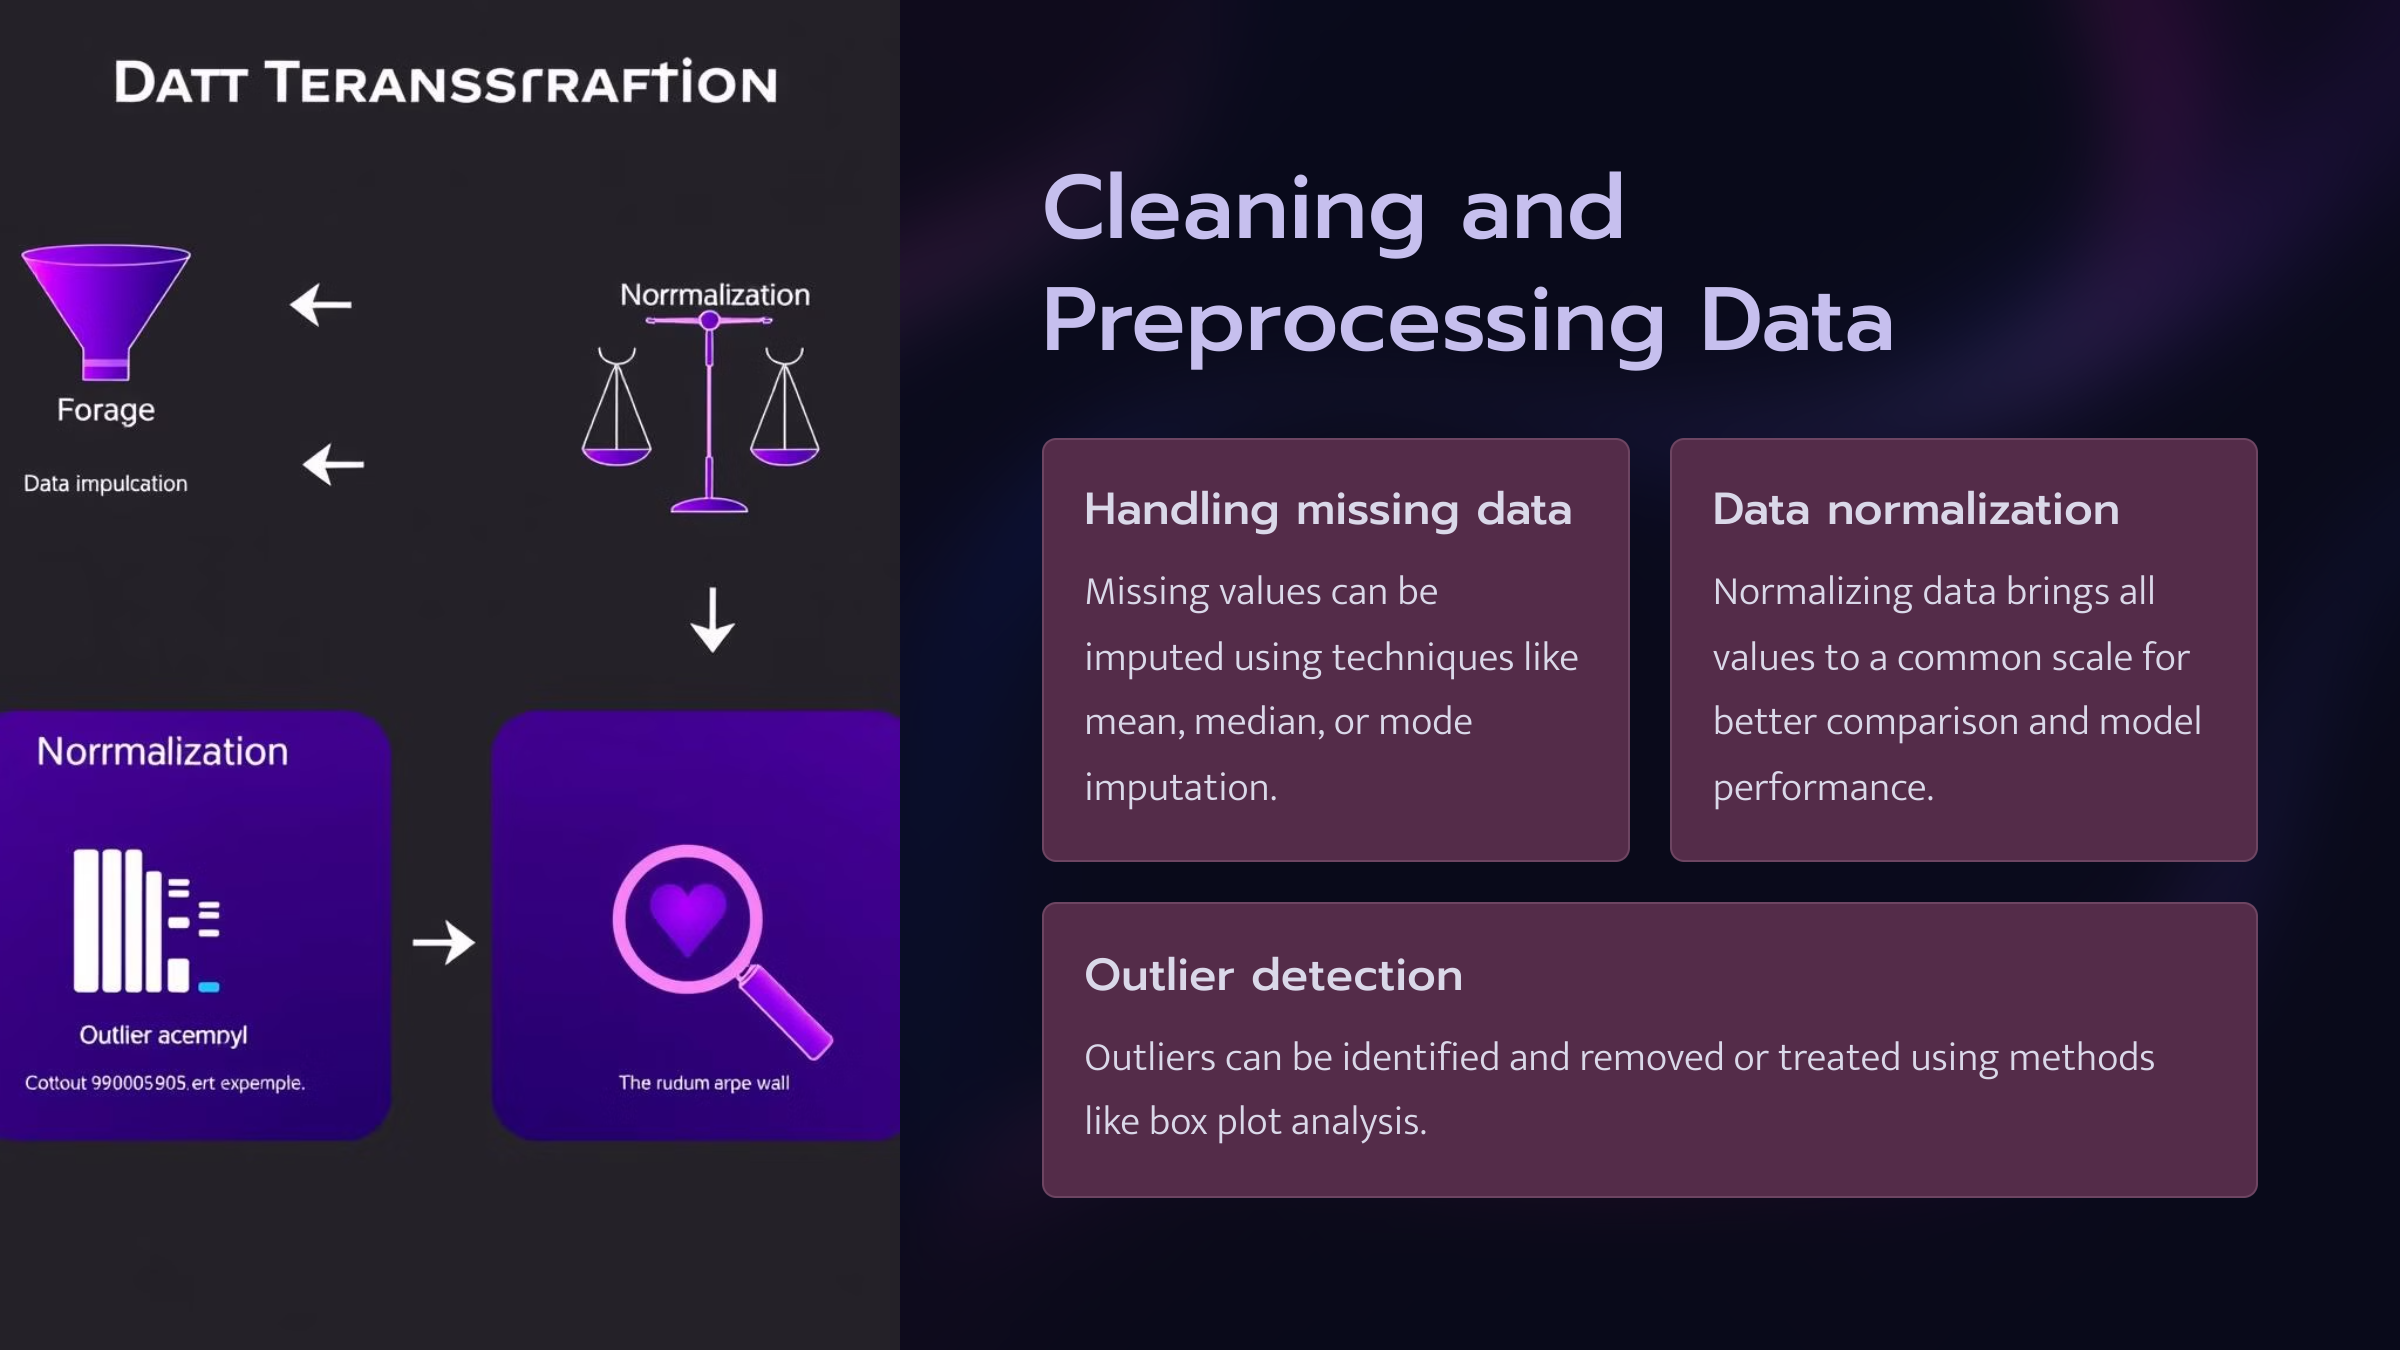 DATT TERANSSrRAFtiON
Norrmalization
Forage
Data impulcation
Norrmalization
Outlier acempyl
Cottout 990005905.ert expemple.
The rudum arpe wall
Cleaning and
Preprocessing Data
Handling missing data
Missing values can be
imputed using techniques like
mean, median, or mode
imputation.
Data normalization
Normalizing data brings all
values to a common scale for
better comparison and model
performance.
Outlier detection
Outliers can be identified and removed or treated using methods
like box plot analysis.